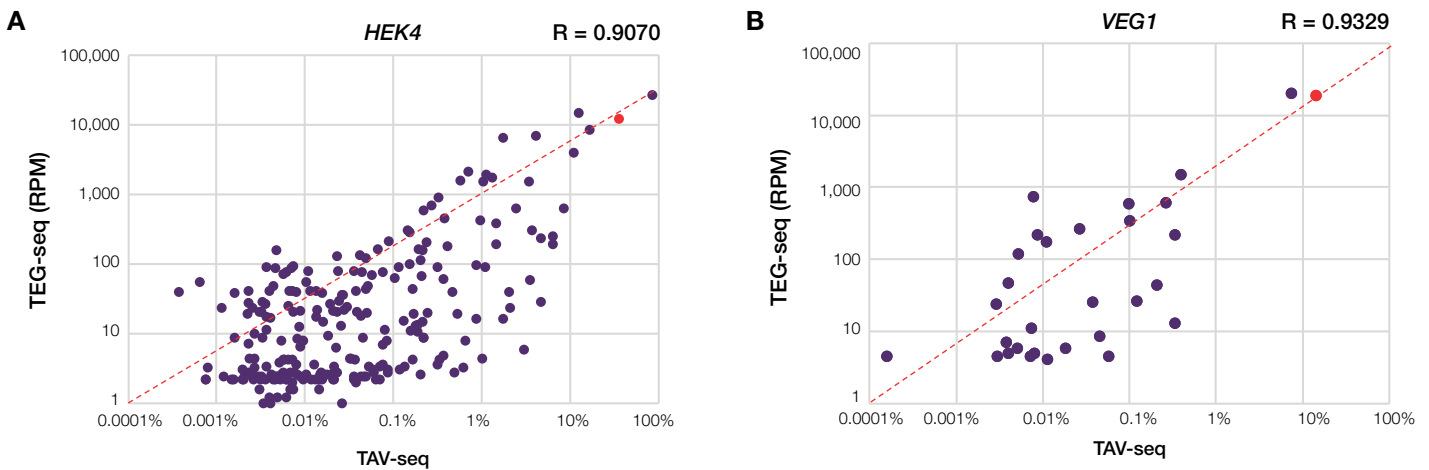 A
HEK4
R = 0.9070
100,000
10,000
1,000
100
10
1
TEG-seq (RPM)
0.0001%
0.001%
0.01%
0.1%
1%
10%
100%
TAV-seq
B
VEG1
R = 0.9329
100,000
10,000
1,000
100
10
1
TEG-seq (RPM)
0.0001%
0.001%
0.01%
0.1%
1%
10%
100%
TAV-seq